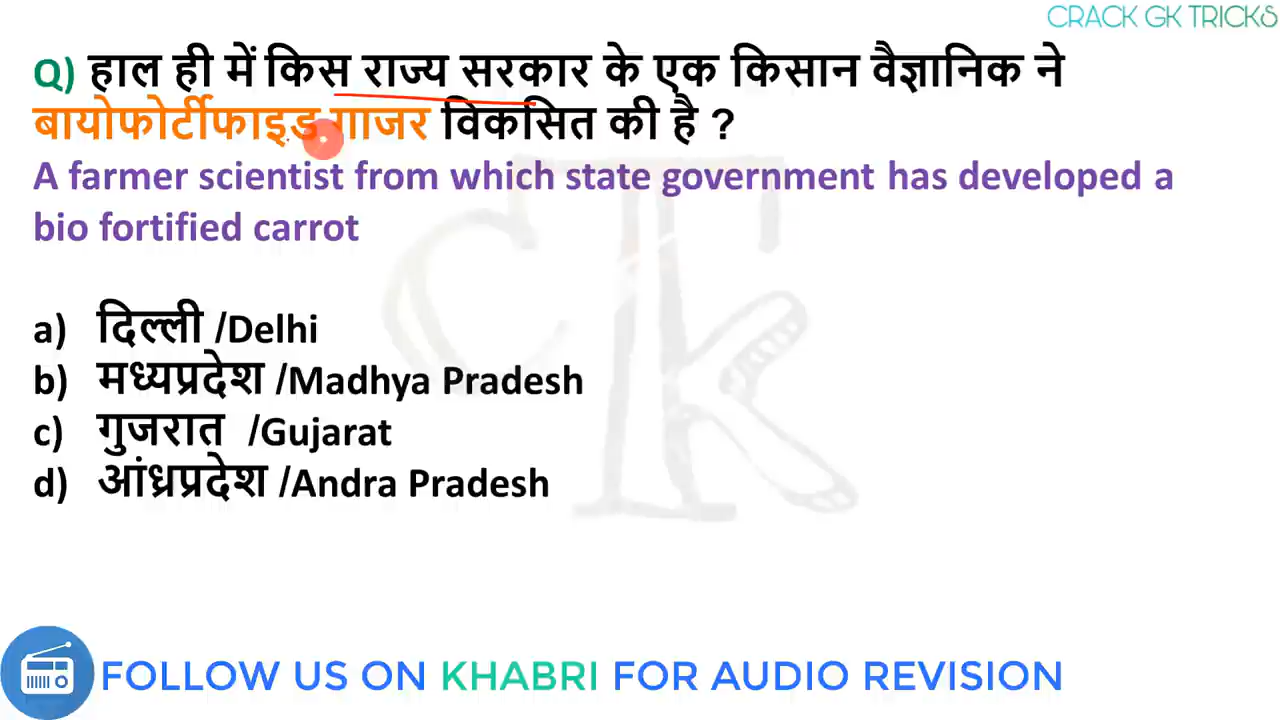 CRACK GK TRICKS
Q) हाल ही में किस राज्य सरकार के एक किसान वैज्ञानिक ने
बायोफोर्टीफाइड गाजर विकसित की है ?
A farmer scientist from which state government has developed a
bio fortified carrot
a) दिल्ली /Delhi
b) मध्यप्रदेश /Madhya Pradesh
c) गुजरात /Gujarat
d) आंध्रप्रदेश /Andra Pradesh
FOLLOW US ON KHABRI FOR AUDIO REVISION